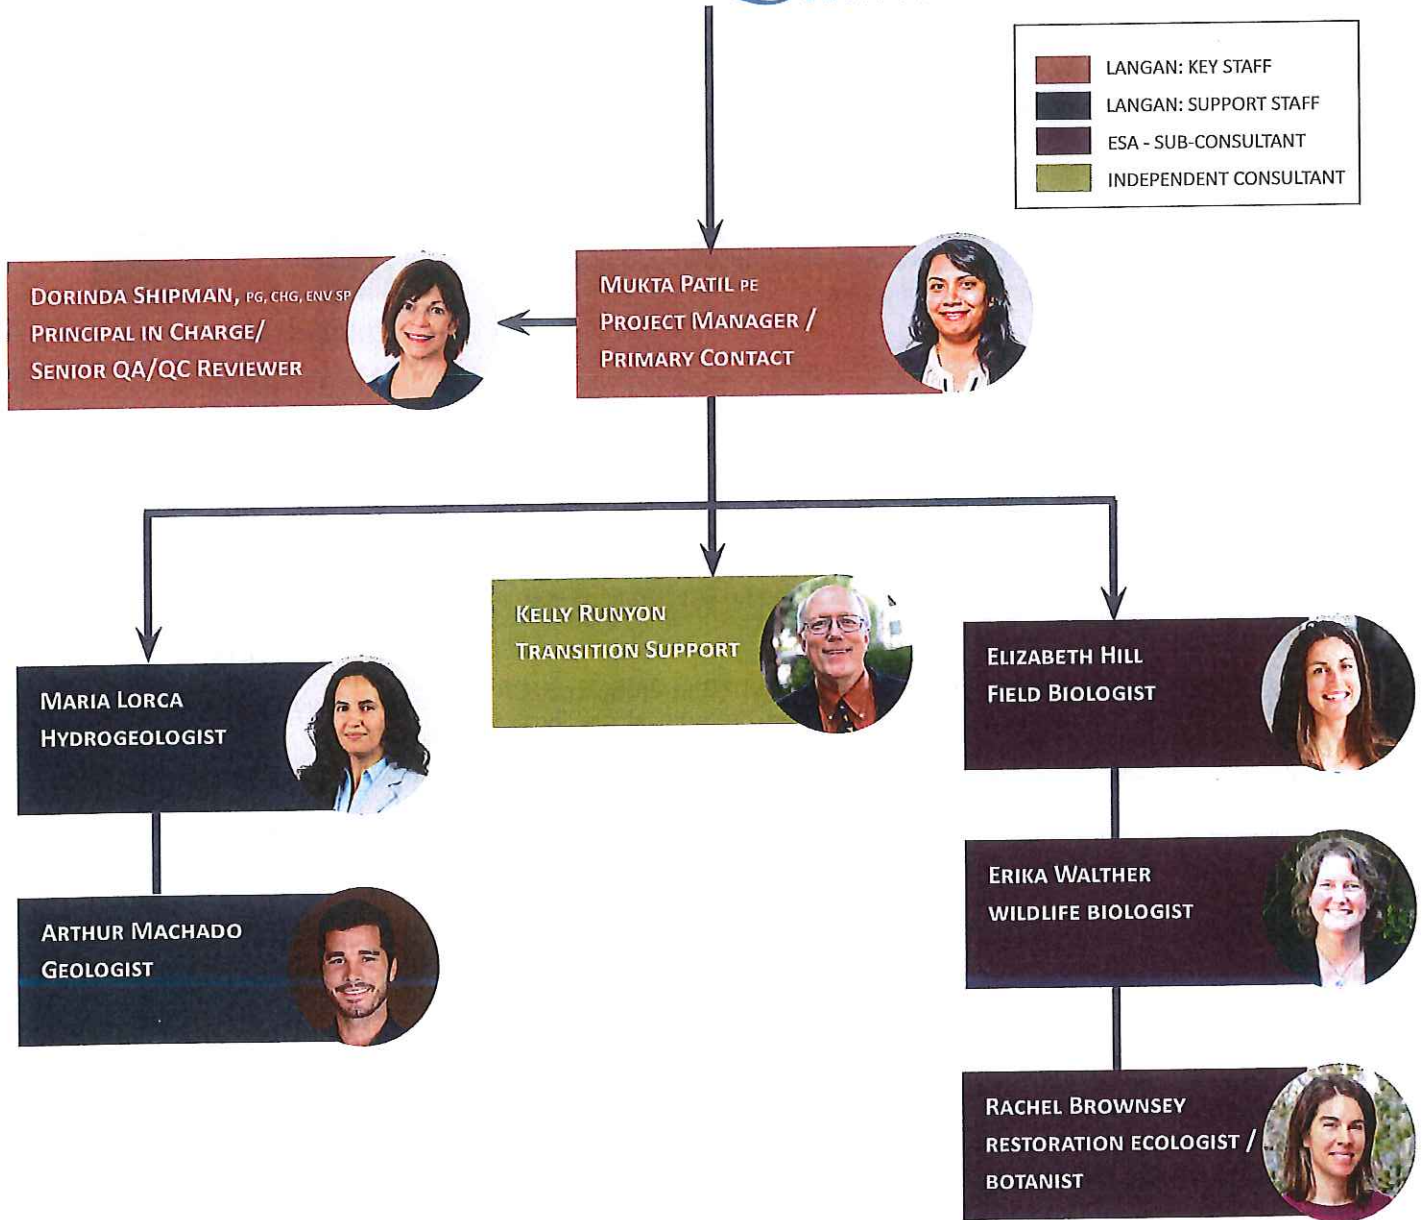 LANGAN: KEY STAFF
LANGAN: SUPPORT STAFF
ESA - SUB-CONSULTANT
INDEPENDENT CONSULTANT
DORINDA SHIPMAN, PG, CHG, ENV SP
PRINCIPAL IN CHARGE/
SENIOR QA/QC REVIEWER
MUKTA PATIL PE
PROJECT MANAGER /
PRIMARY CONTACT
KELLY RUNYON
TRANSITION SUPPORT
MARIA LORCA
HYDROGEOLOGIST
ELIZABETH HILL
FIELD BIOLOGIST
ARTHUR MACHADO
GEOLOGIST
ERIKA WALTHER
WILDLIFE BIOLOGIST
RACHEL BROWNSEY
RESTORATION ECOLOGIST /
BOTANIST